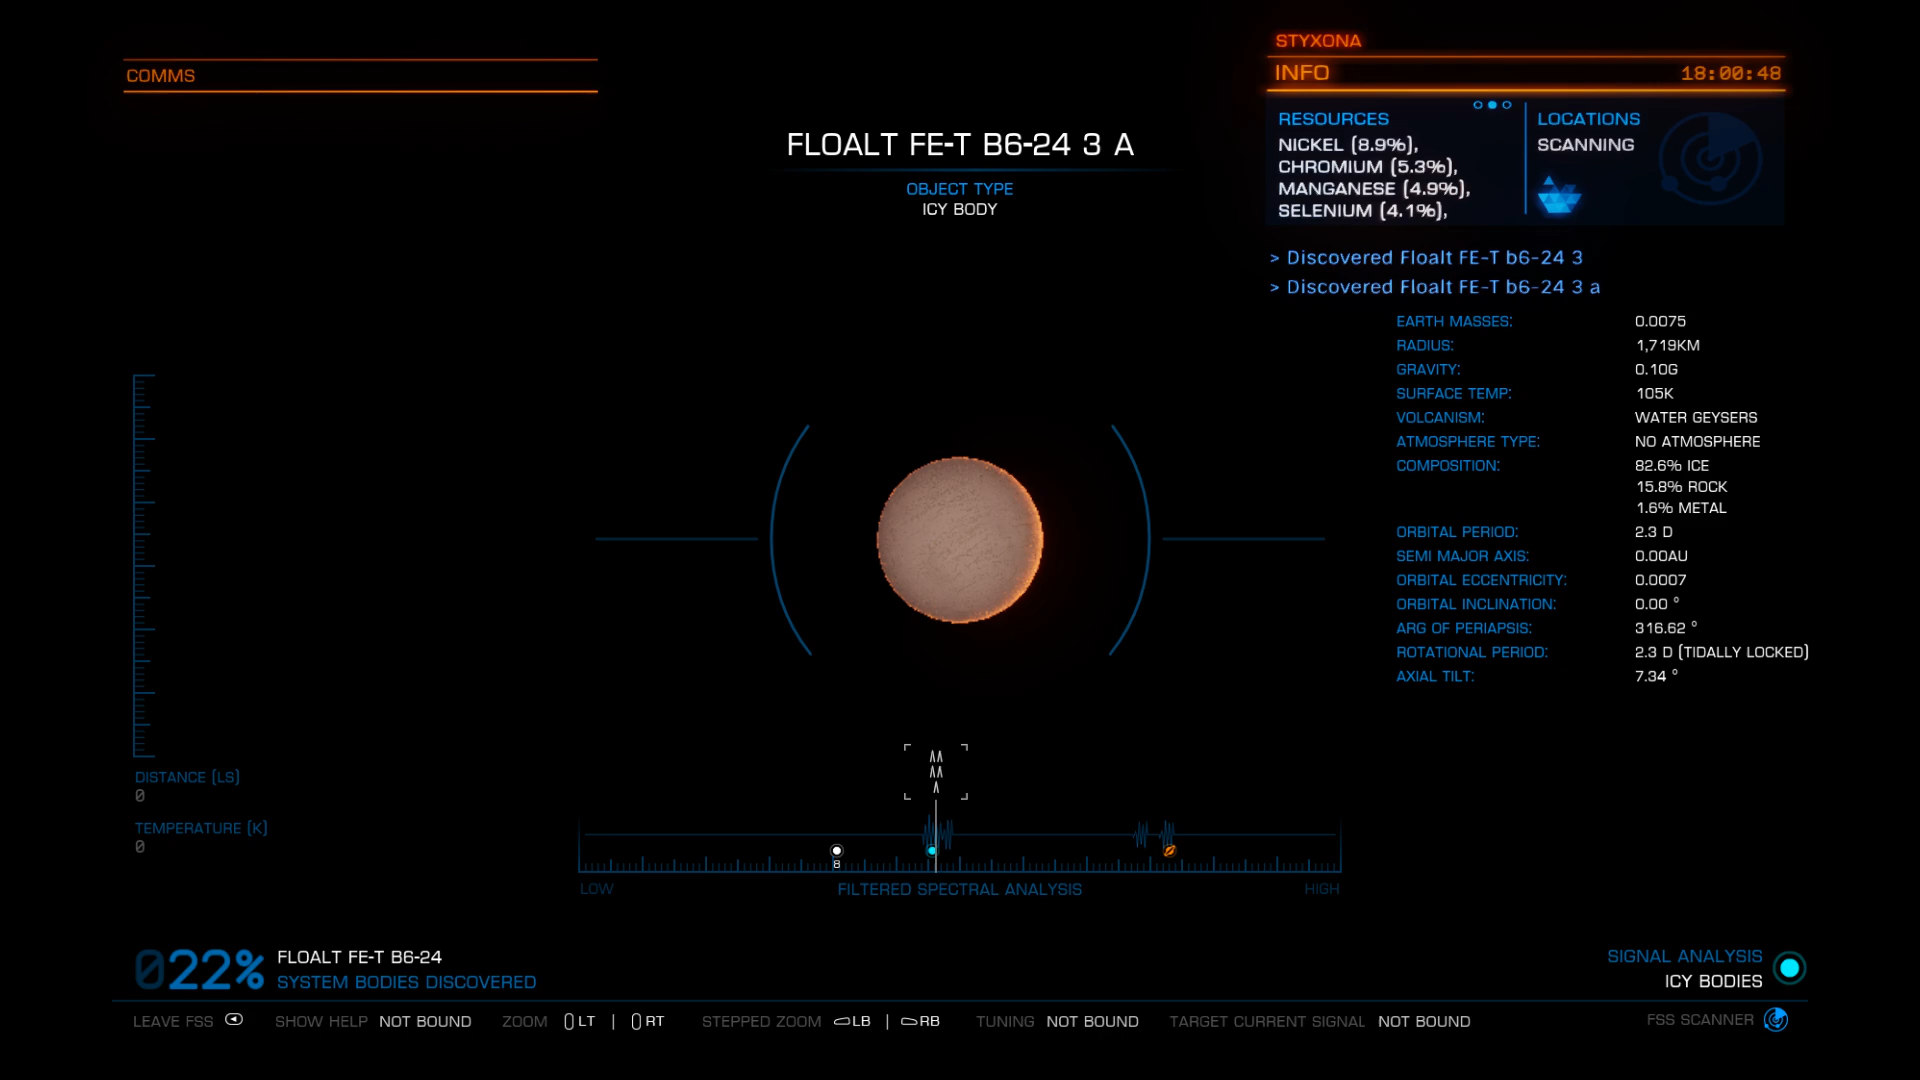 COMMS
STYXONA
INFO 18:00:48
RESOURCES
NICKEL (8.9%),
CHROMIUM (5.3%),
MANGANESE (4.9%),
SELENIUM (4.1%),
LOCATIONS
SCANNING
FLOALT FE-T B6-24 3 A
OBJECT TYPE
ICY BODY
> Discovered Floalt FE-T b6-24 3
> Discovered Floalt FE-T b6-24 3 a
EARTH MASSES: 0.0075
RADIUS: 1,719KM
GRAVITY: 0.10G
SURFACE TEMP: 105K
VOLCANISM: WATER GEYSERS
ATMOSPHERE TYPE: NO ATMOSPHERE
COMPOSITION: 82.6% ICE
15.8% ROCK
1.6% METAL
ORBITAL PERIOD: 2.3 D
SEMI MAJOR AXIS: 0.00AU
ORBITAL ECCENTRICITY: 0.0007
ORBITAL INCLINATION: 0.00 °
ARG OF PERIAPSIS: 316.62 °
ROTATIONAL PERIOD: 2.3 D (TIDALLY LOCKED)
AXIAL TILT: 7.34 °
DISTANCE (LS)
0
TEMPERATURE (K)
0
8
LOW FILTERED SPECTRAL ANALYSIS HIGH
022% FLOALT FE-T B6-24
SYSTEM BODIES DISCOVERED
SIGNAL ANALYSIS
ICY BODIES
LEAVE FSS SHOW HELP NOT BOUND ZOOM LT | RT STEPPED ZOOM LB | RB TUNING NOT BOUND TARGET CURRENT SIGNAL NOT BOUND FSS SCANNER